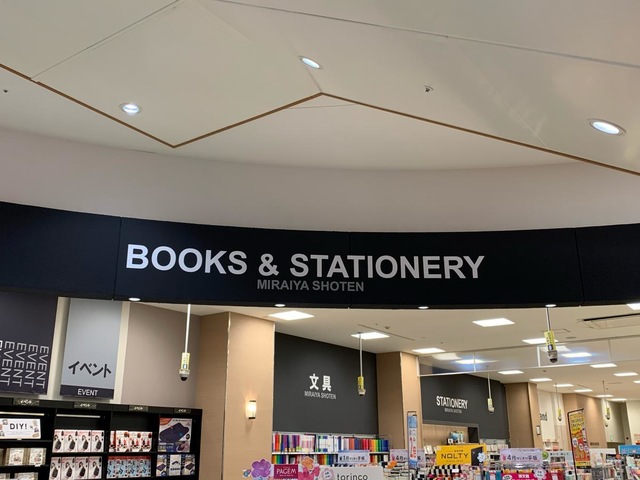 BOOKS & STATIONERY
MIRAIYA SHOTEN
EVENT
EVENT
EVENT
EVENT
イベント
EVENT
文具
MIRAIYA SHOTEN
STATIONERY
MIRAIYA SHOTEN
DIY!
PAGEM
torinco
NOLTY